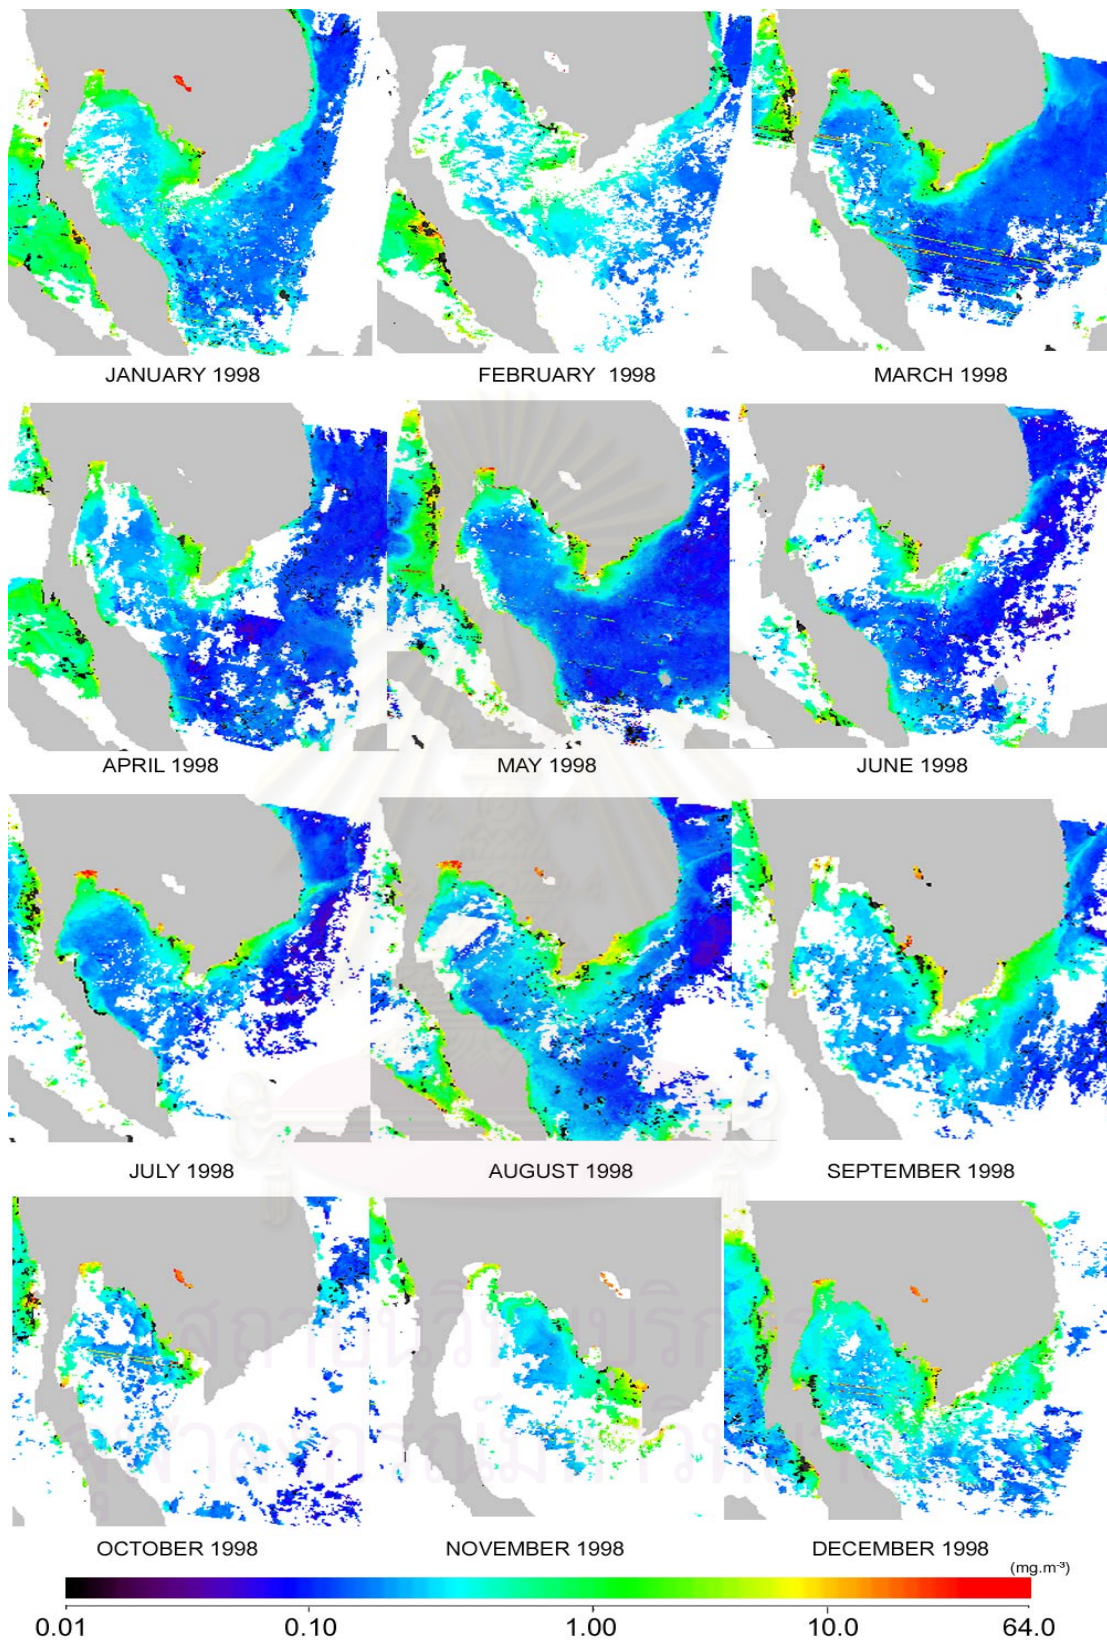 JANUARY 1998
FEBRUARY 1998
MARCH 1998
APRIL 1998
MAY 1998
JUNE 1998
JULY 1998
AUGUST 1998
SEPTEMBER 1998
OCTOBER 1998
NOVEMBER 1998
DECEMBER 1998
(mg.m⁻³)
0.01 0.10 1.00 10.0 64.0